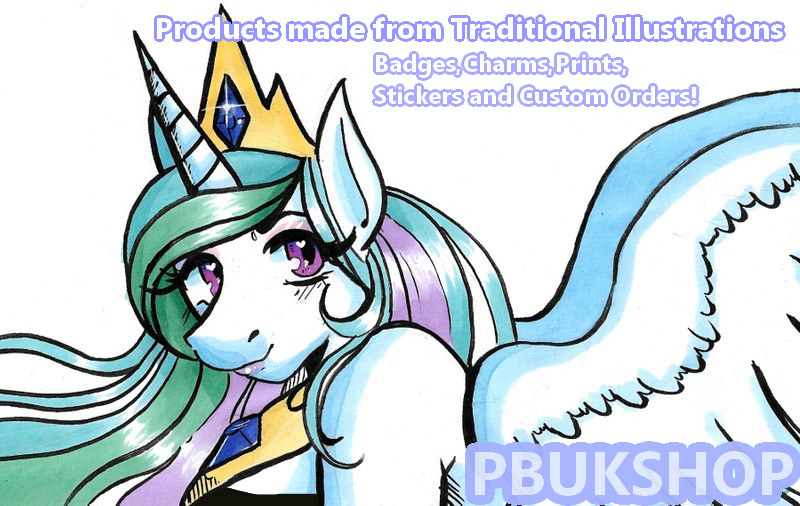 Products made from Traditional Illustrations
Badges,Charms,Prints,
Stickers and Custom Orders!
PBUKSHOP